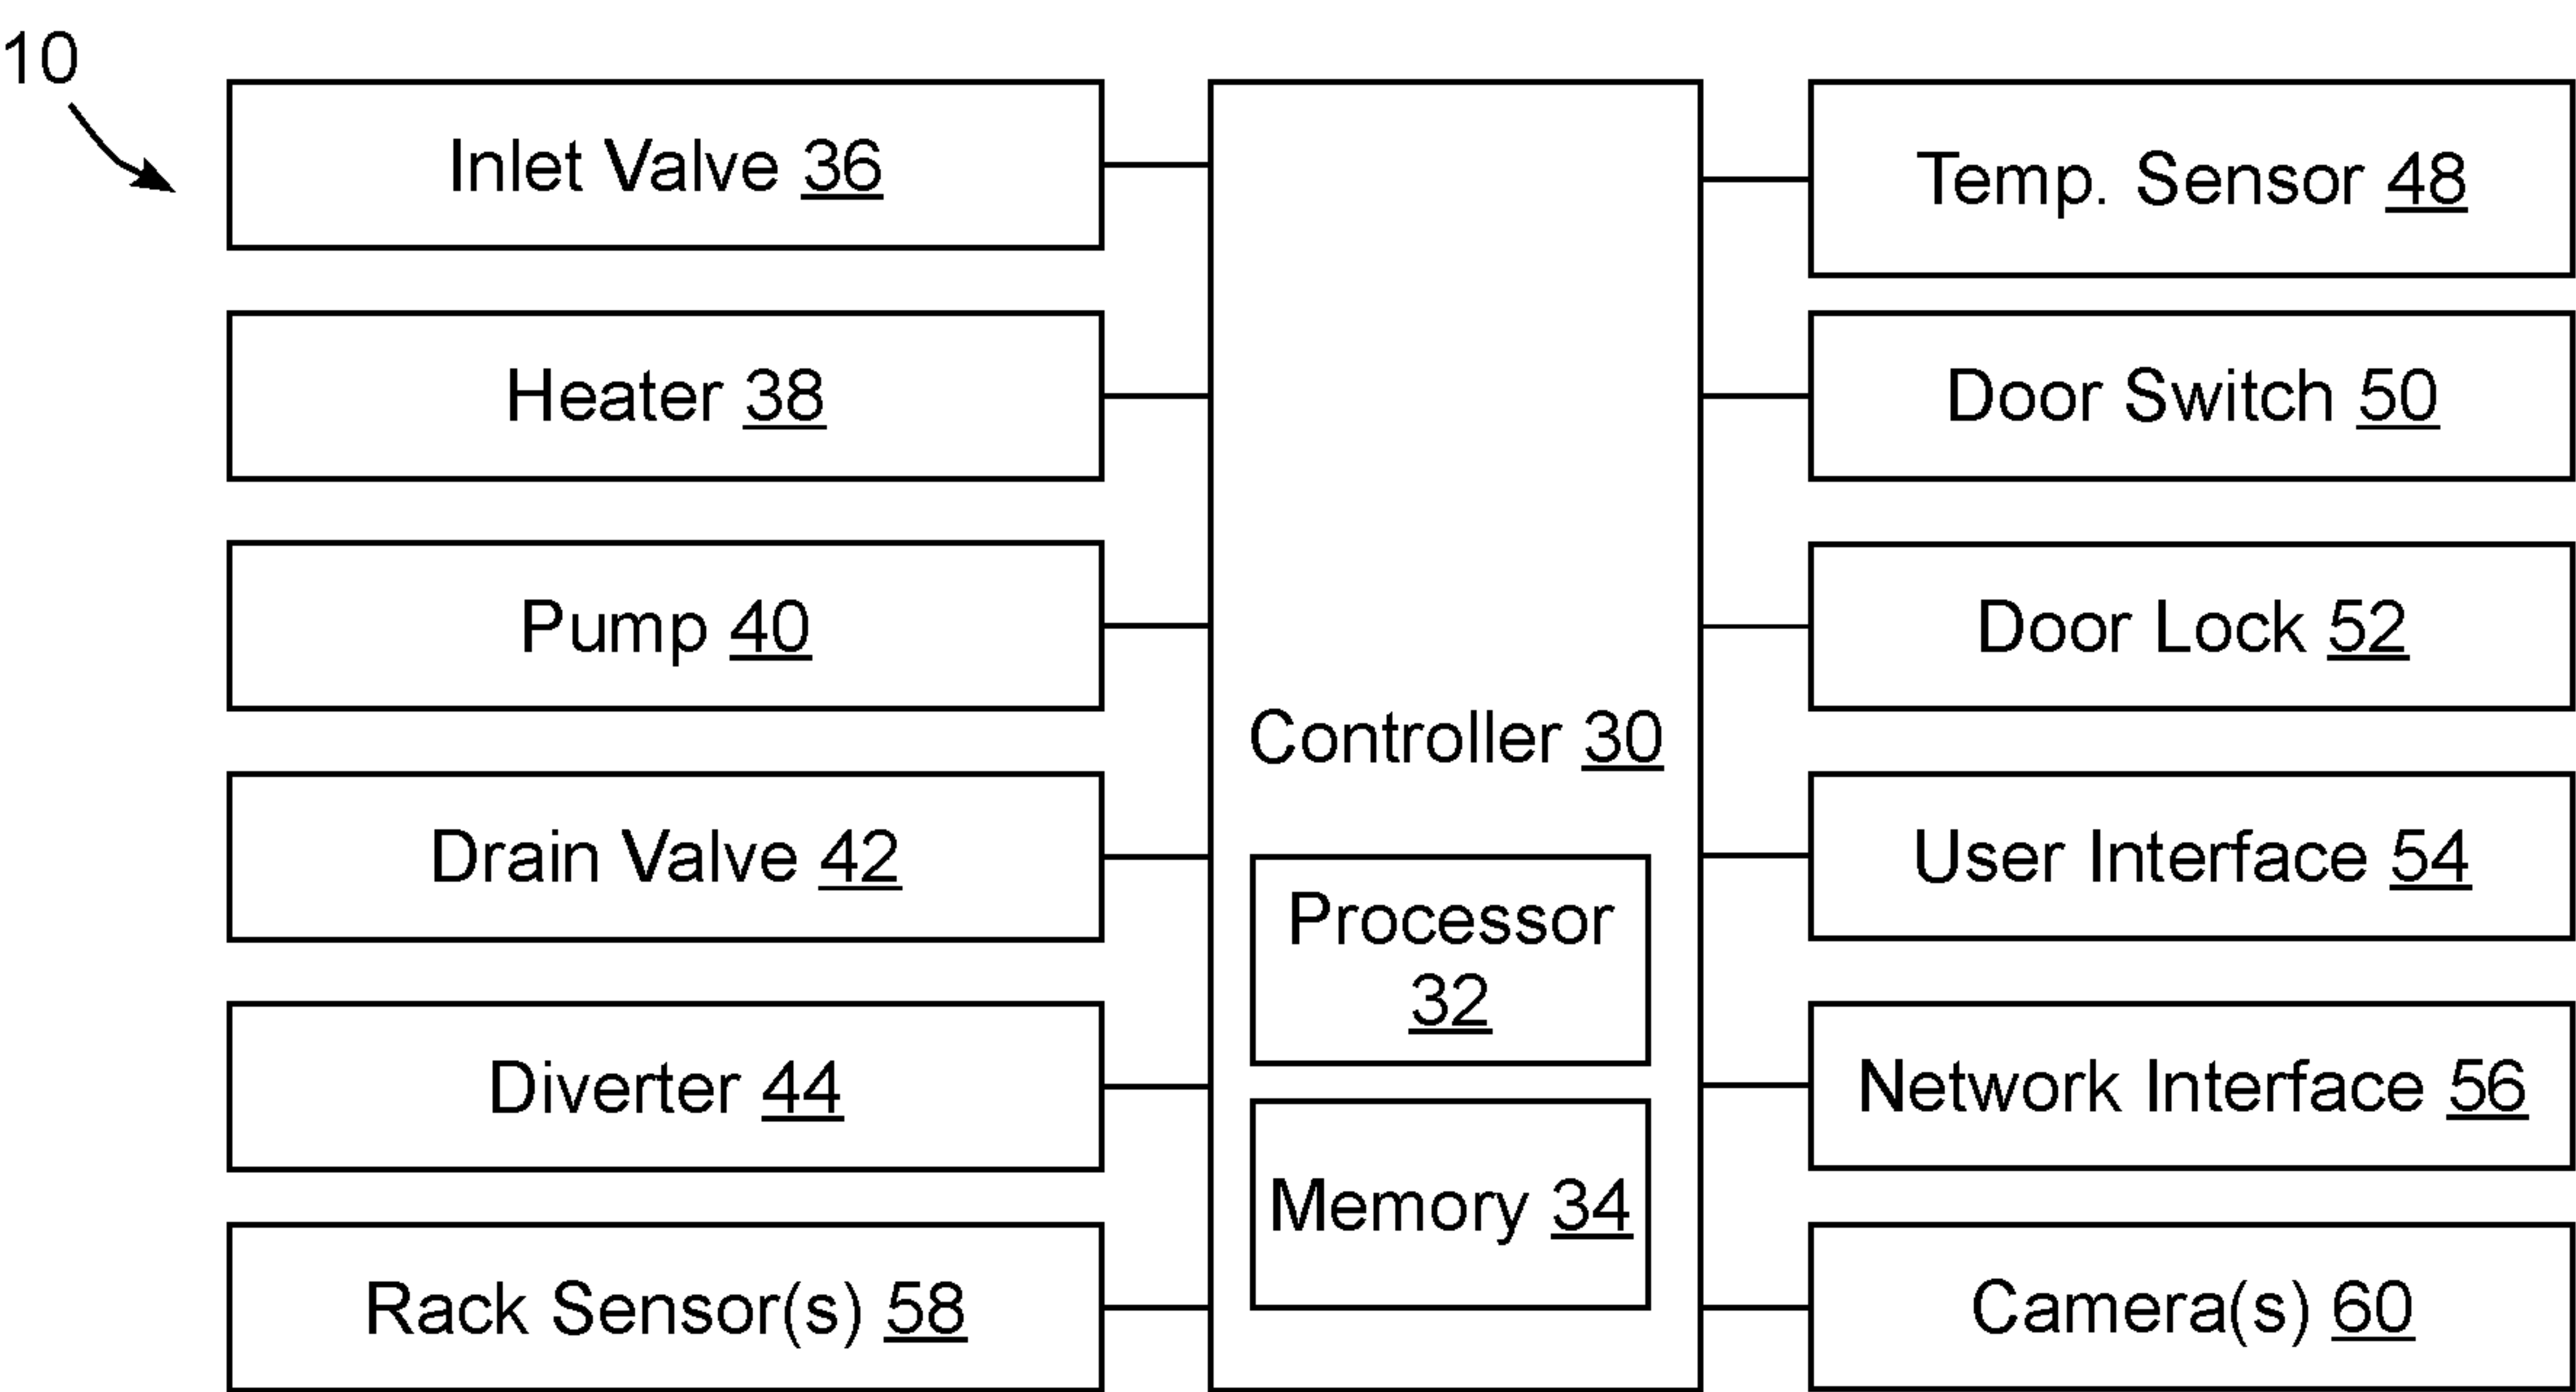 10
Inlet Valve 36
Heater 38
Pump 40
Drain Valve 42
Diverter 44
Rack Sensor(s) 58
Controller 30
Processor
32
Memory 34
Temp. Sensor 48
Door Switch 50
Door Lock 52
User Interface 54
Network Interface 56
Camera(s) 60